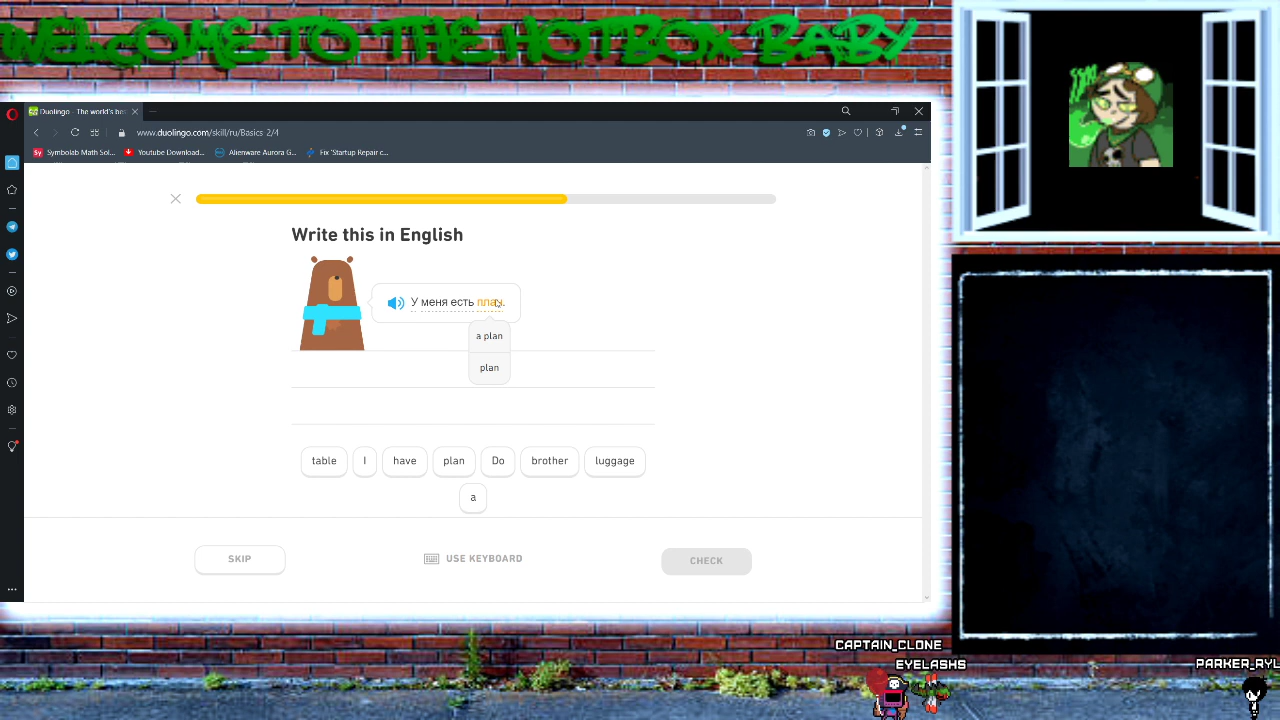 WELCOME TO THE HOTBOX BABY
Duolingo - The world's bes
www.duolingo.com/skill/ru/Basics 2/4
Sy Symbolab Math Sol...
Youtube Download...
Alienware Aurora G...
Fix 'Startup Repair c...
Write this in English
У меня есть план.
a plan
plan
table
I
have
plan
Do
brother
luggage
a
SKIP
USE KEYBOARD
CHECK
CAPTAIN_CLONE
EYELASHS
PARKER_RYL